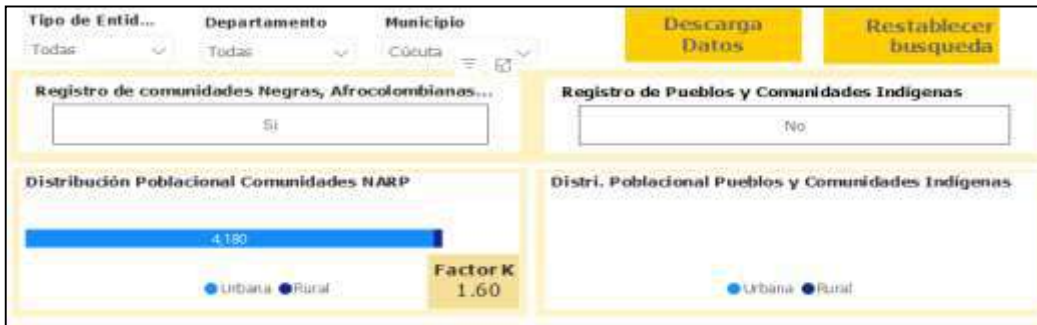 Tipo de Entid...
Departamento
Municipio
Todas
Todas
Cúcuta
Descarga
Datos
Restablecer
busqueda
Registro de comunidades Negras, Afrocolombianas...
Si
Registro de Pueblos y Comunidades Indígenas
No
Distribución Poblacional Comunidades NARP
4,180
Urbana Rural
Factor K
1.60
Distri. Poblacional Pueblos y Comunidades Indígenas
Urbana Rural